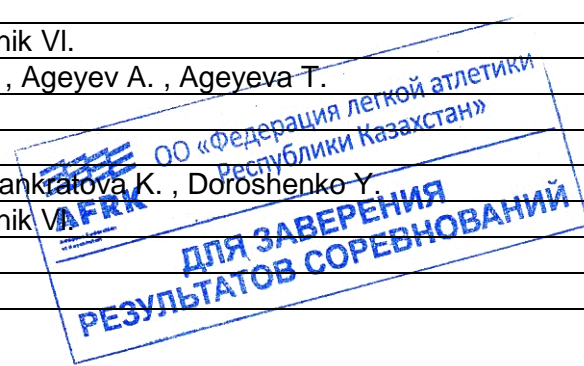 nik Vl.
, Ageyev A. , Ageyeva T.
ankratova K. , Doroshenko Y.
nik Vl.
ОО «Федерация легкой атлетики
Республики Казахстан»
AFRK
ДЛЯ ЗАВЕРЕНИЯ
РЕЗУЛЬТАТОВ СОРЕВНОВАНИЙ